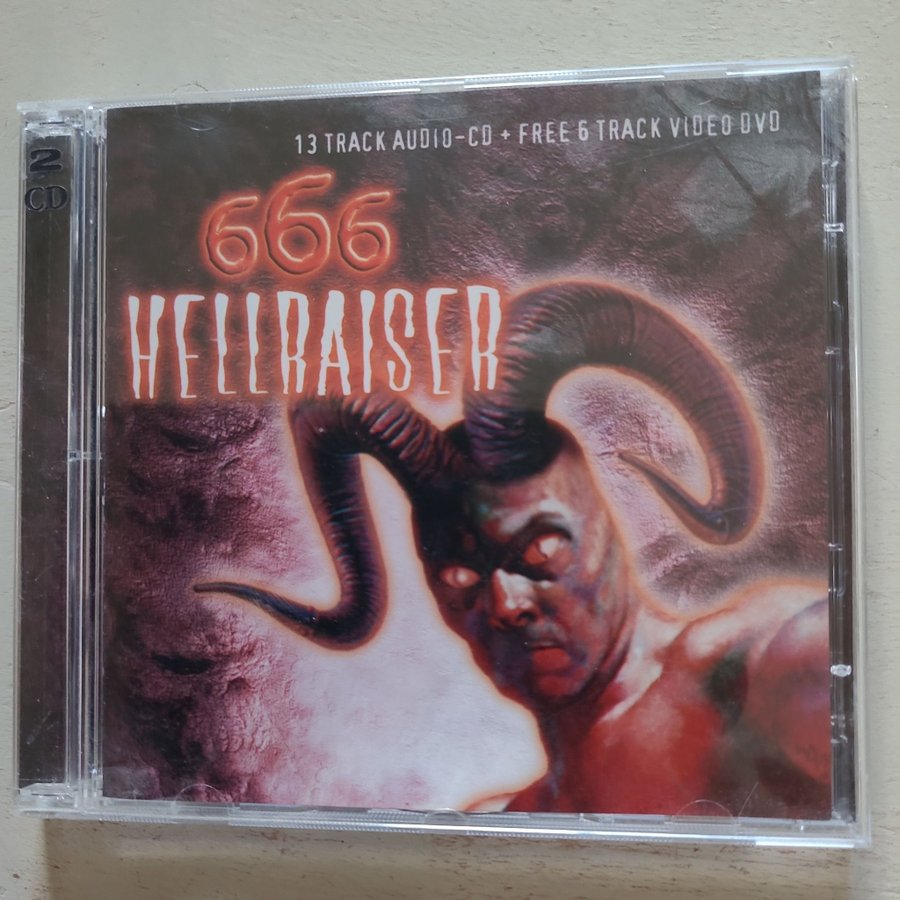 2
CD
13 TRACK AUDIO-CD + FREE 6 TRACK VIDEO DVD
666
HELLRAISER